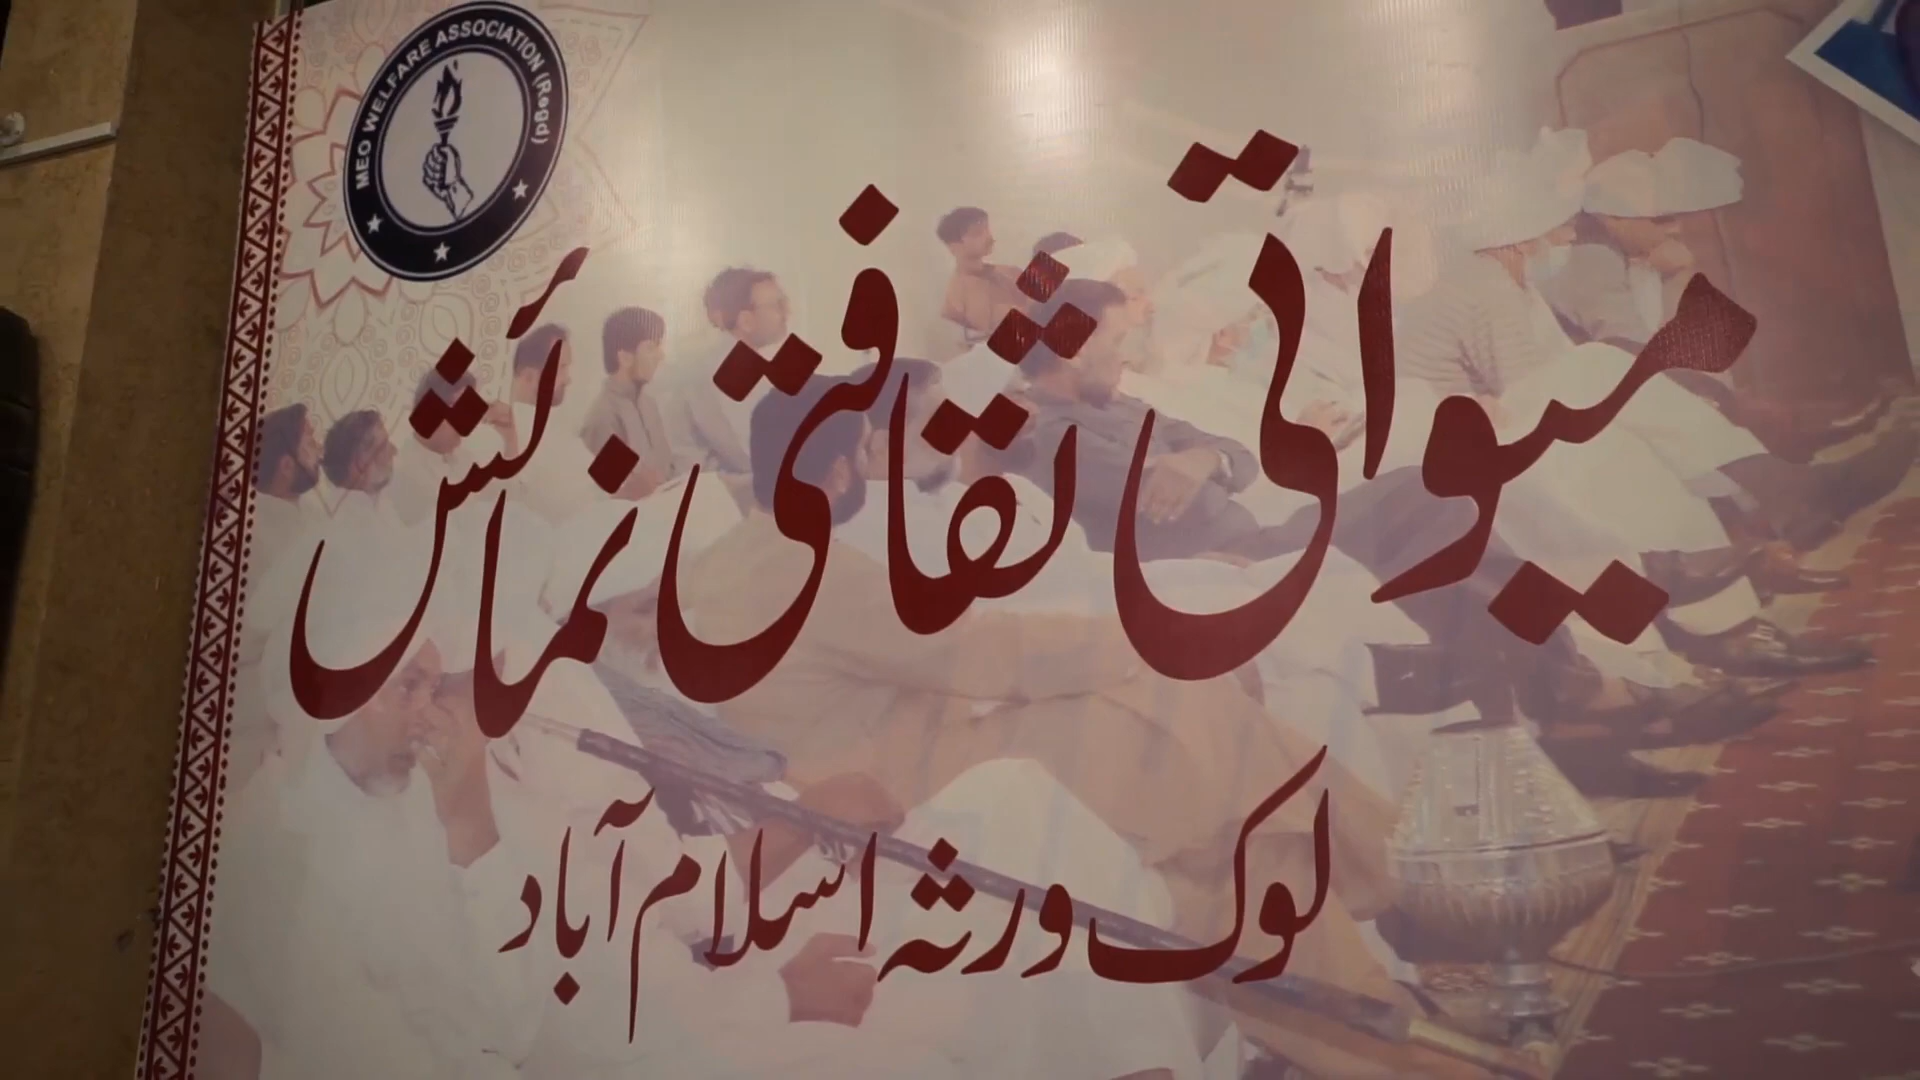 MEO WELFARE ASSOCIATION (Regd)
میواتی ثقافتی نمائش
لوک ورثہ اسلام آباد